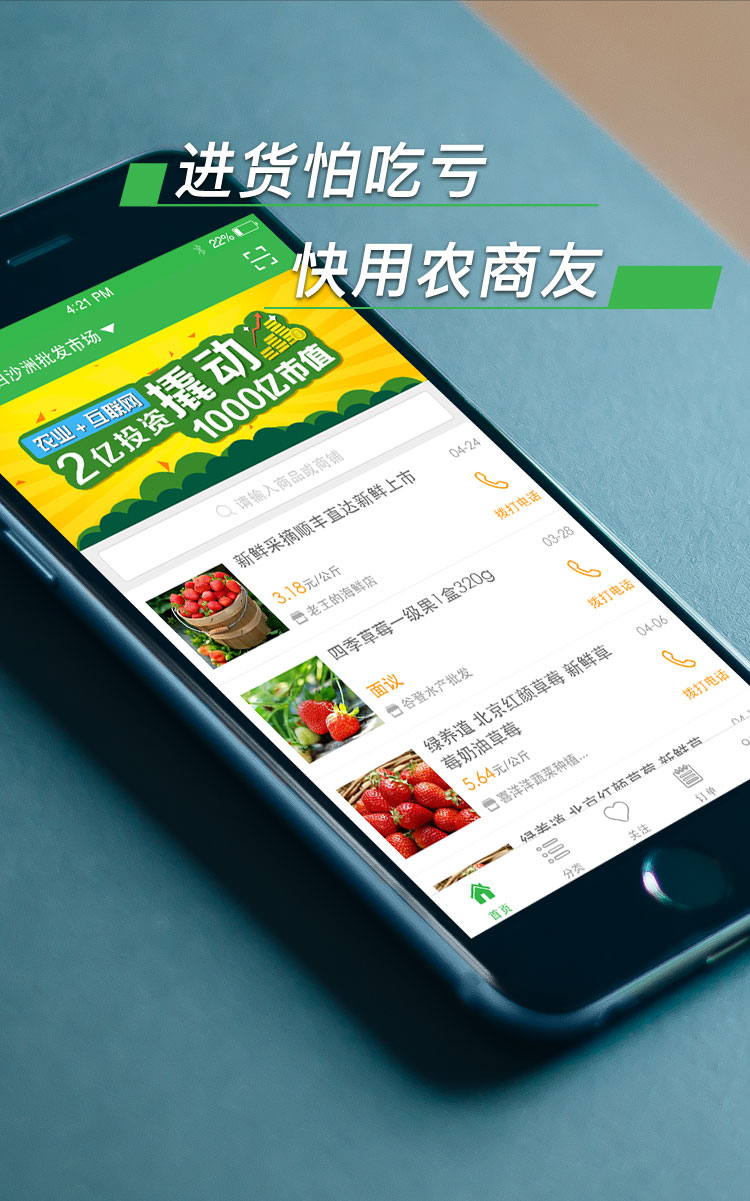 进货怕吃亏
快用农商友
22%
4:21 PM
白沙洲批发市场
农业+互联网
2亿投资撬动
1000亿市值
请输入商品或商铺
新鲜采摘顺丰直达新鲜上市
04-24
3.18元/公斤
老王的海鲜店
拨打电话
四季草莓一级果1盒320g
03-28
面议
谷登水产批发
拨打电话
绿养道 北京红颜草莓 新鲜草
莓奶油草莓
04-06
5.64元/公斤
喜洋洋蔬菜种植...
拨打电话
绿养道 北京红颜草莓 新鲜草
首页
分类
关注
订单